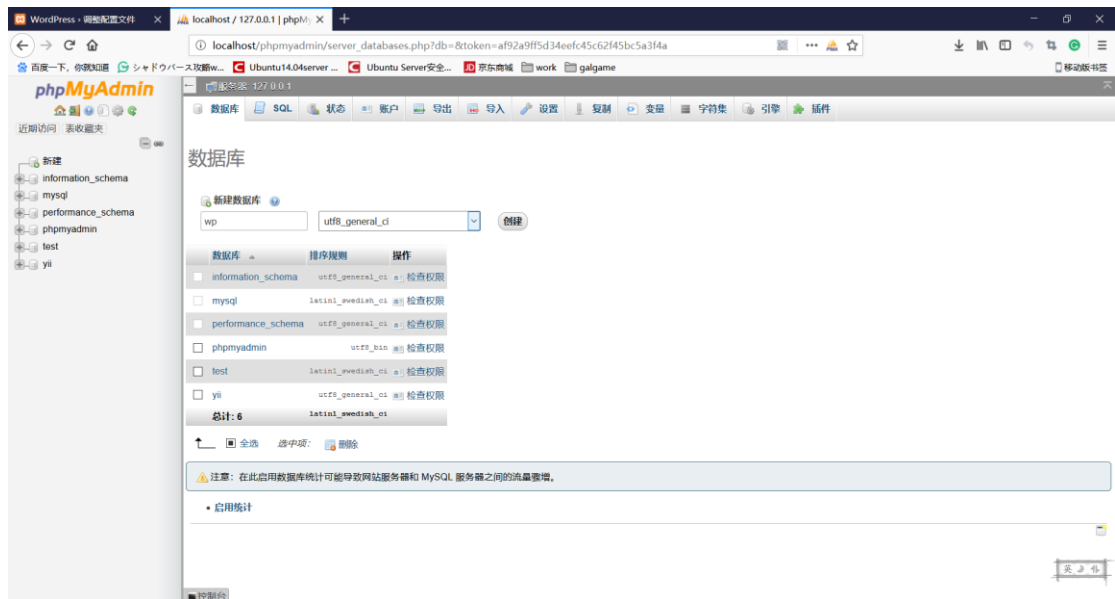 WordPress › 调整配置文件
localhost / 127.0.0.1 | phpMy
localhost/phpmyadmin/server_databases.php?db=&token=af92a9ff5d34eefc45c62f45bc5a3f4a
百度一下，你就知道 シャドウバース攻略w... Ubuntu14.04server ... Ubuntu Server安全... 京东商城 work galgame 移动版书签
phpMyAdmin
近期访问 表收藏夹
新建
information_schema
mysql
performance_schema
phpmyadmin
test
yii
服务器: 127.0.0.1
数据库 SQL 状态 账户 导出 导入 设置 复制 变量 字符集 引擎 插件
数据库
新建数据库
wp utf8_general_ci 创建
数据库 排序规则 操作
information_schema utf8_general_ci 检查权限
mysql latin1_swedish_ci 检查权限
performance_schema utf8_general_ci 检查权限
phpmyadmin utf8_bin 检查权限
test latin1_swedish_ci 检查权限
yii utf8_general_ci 检查权限
总计: 6 latin1_swedish_ci
全选 选中项: 删除
注意：在此启用数据库统计可能导致网站服务器和 MySQL 服务器之间的流量骤增。
启用统计
控制台